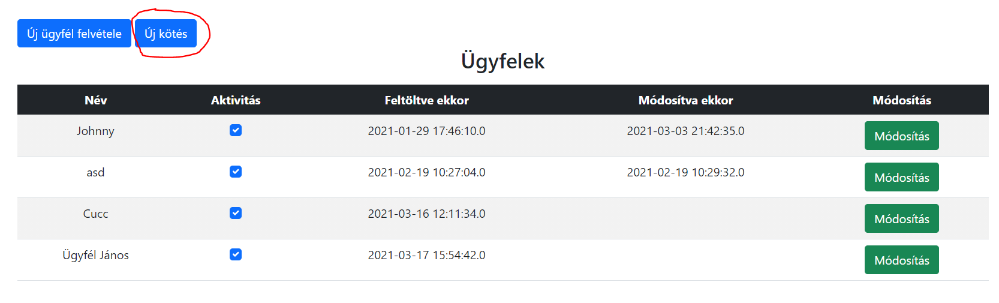 Új ügyfél felvétele Új kötés
Ügyfelek
Név Aktivitás Feltöltve ekkor Módosítva ekkor Módosítás
Johnny 2021-01-29 17:46:10.0 2021-03-03 21:42:35.0 Módosítás
asd 2021-02-19 10:27:04.0 2021-02-19 10:29:32.0 Módosítás
Cucc 2021-03-16 12:11:34.0 Módosítás
Ügyfél János 2021-03-17 15:54:42.0 Módosítás